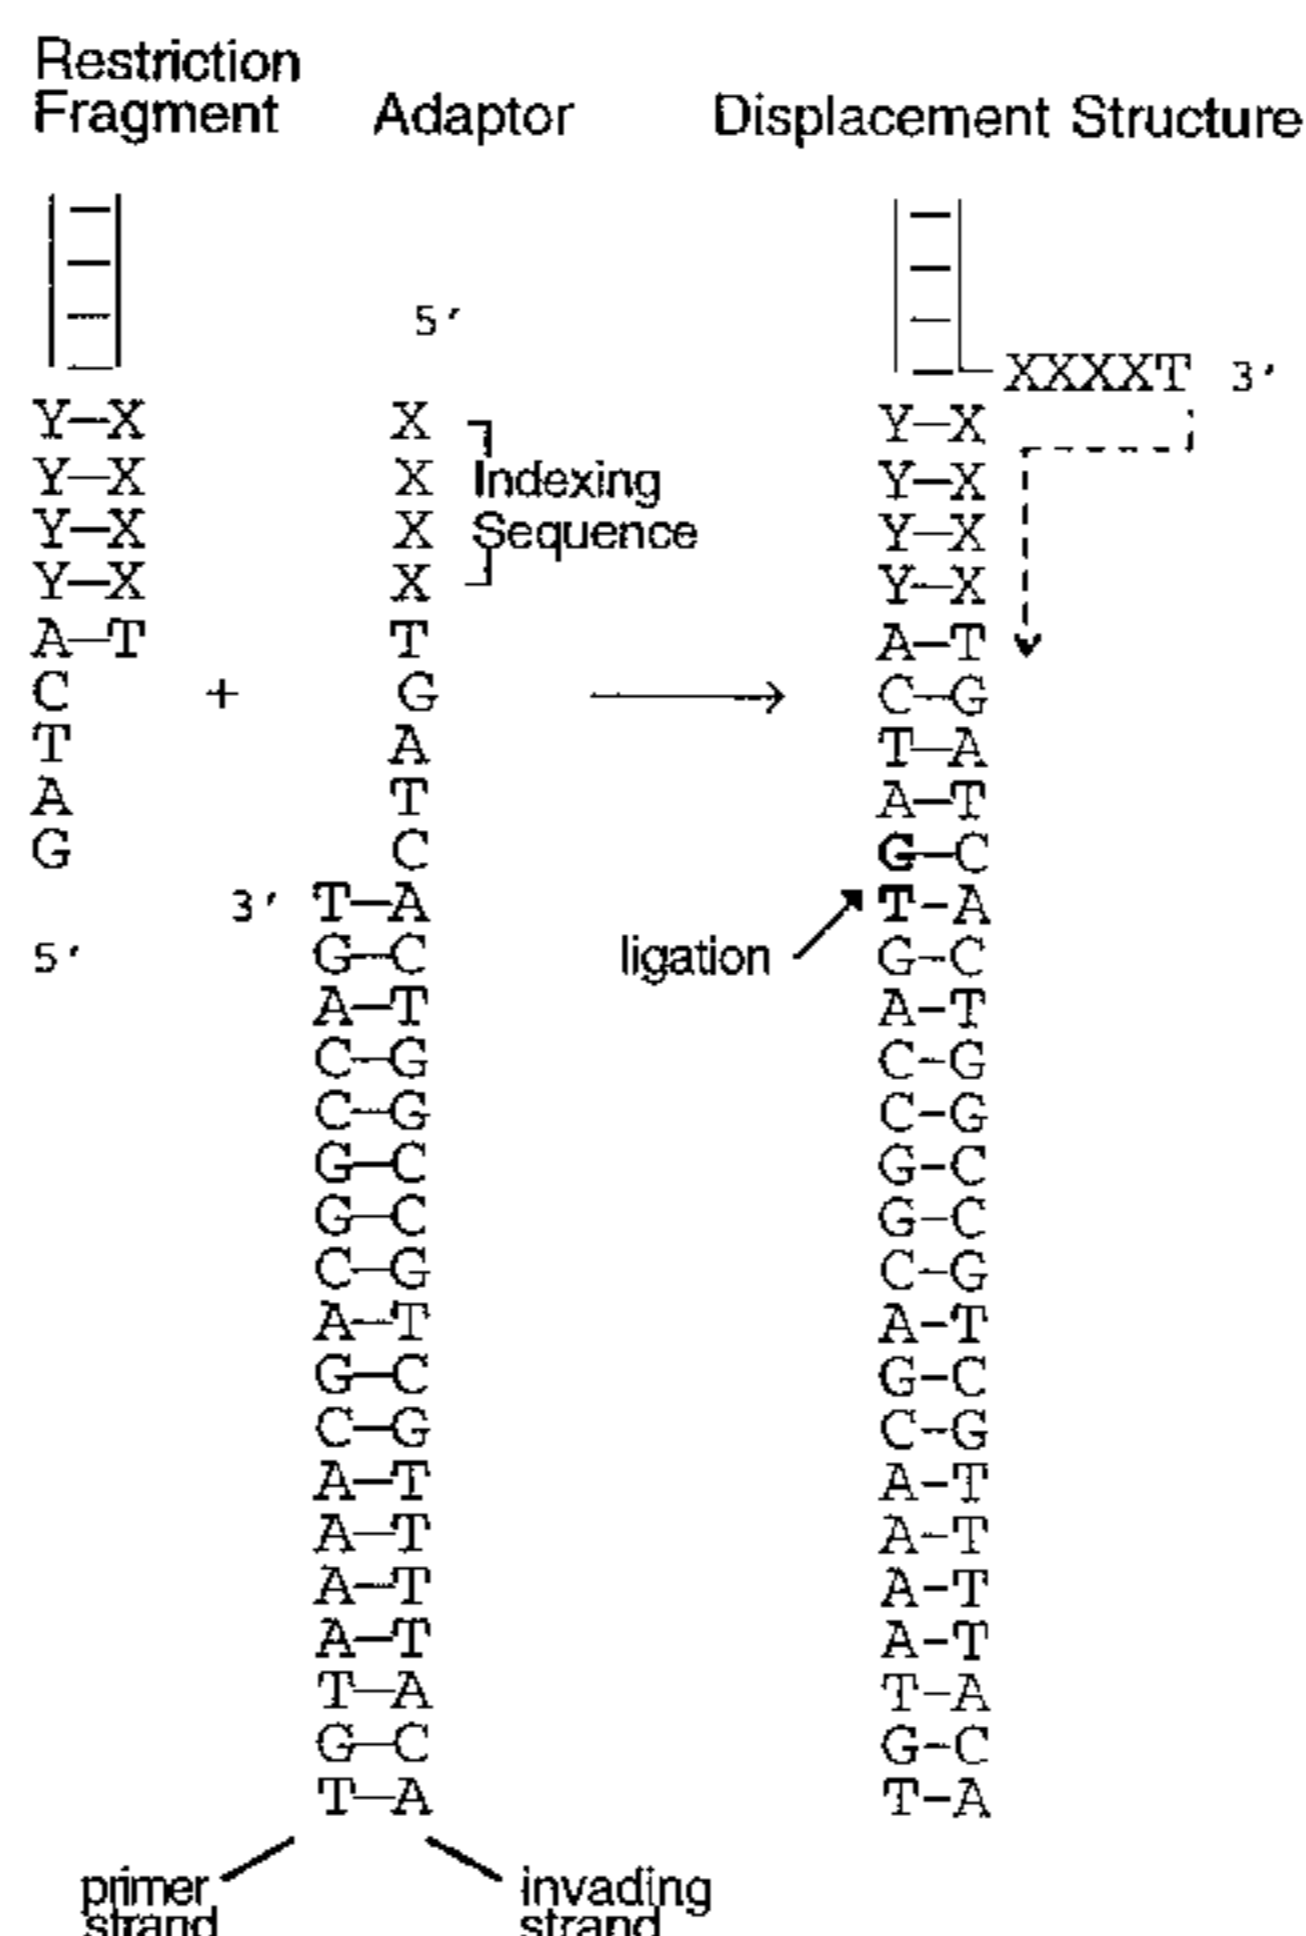 Restriction
Fragment Adaptor Displacement Structure
5′
XXXXT 3′
Y–X X Y–X
Y–X X Indexing Y–X
Y–X X Sequence Y–X
Y–X X Y–X
A–T T A–T
C + G C–G
T A T–A
A T A–T
G C G–C
3′ T–A T–A
5′ G–C ligation G–C
A–T A–T
C–G C–G
C–G C–G
G–C G–C
G–C G–C
C–G C–G
A–T A–T
G–C G–C
C–G C–G
A–T A–T
A–T A–T
A–T A–T
A–T A–T
T–A T–A
G–C G–C
T–A T–A
primer invading
strand strand